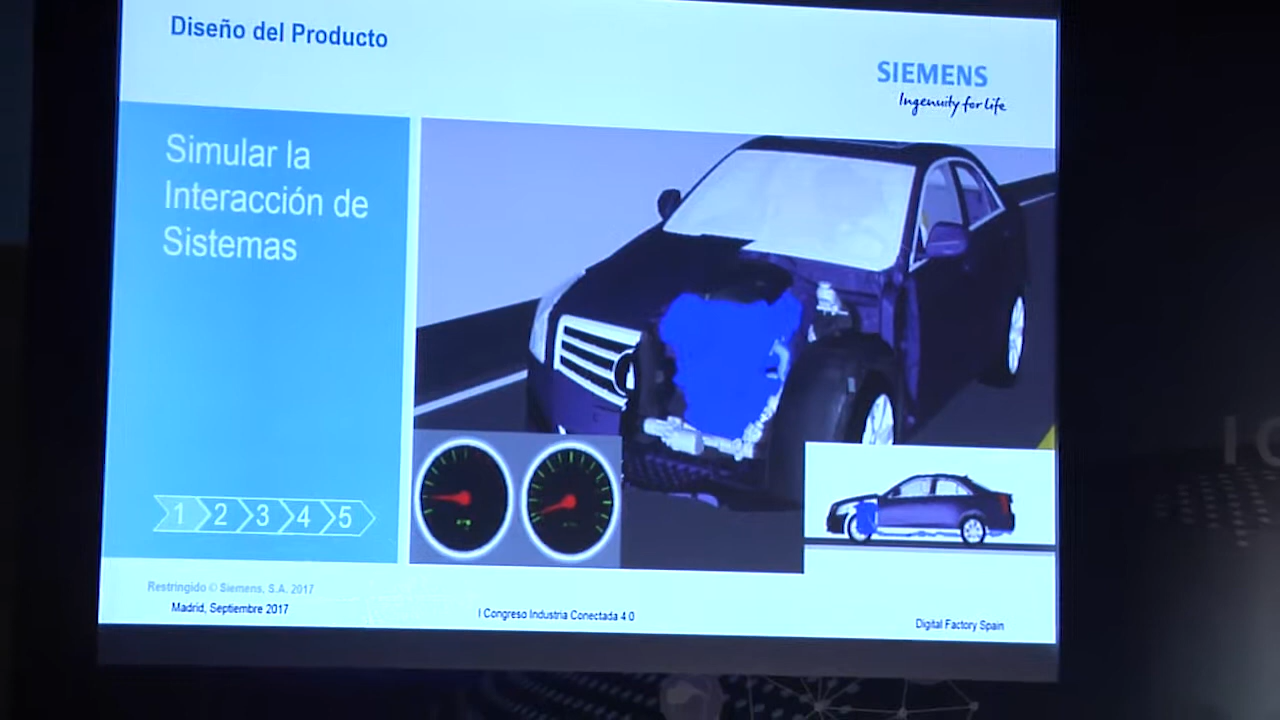 Diseño del Producto
SIEMENS
Ingenuity for life
Simular la
Interacción de
Sistemas
1 2 3 4 5
Restringido © Siemens, S.A. 2017
Madrid, Septiembre 2017
I Congreso Industria Conectada 4.0
Digital Factory Spain